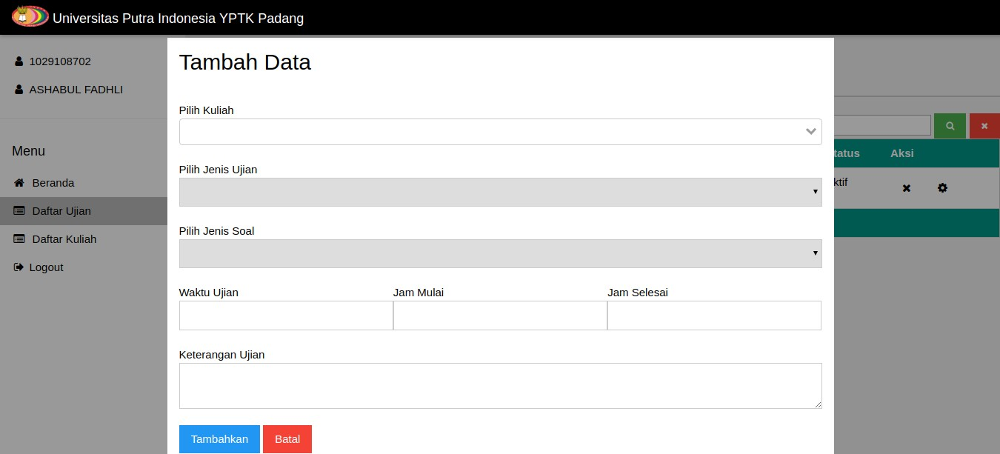 Universitas Putra Indonesia YPTK Padang
1029108702
ASHABUL FADHLI
Menu
Beranda
Daftar Ujian
Daftar Kuliah
Logout
Tambah Data
Pilih Kuliah
Pilih Jenis Ujian
Pilih Jenis Soal
Waktu Ujian Jam Mulai Jam Selesai
Keterangan Ujian
Tambahkan Batal
tatus Aksi
ktif